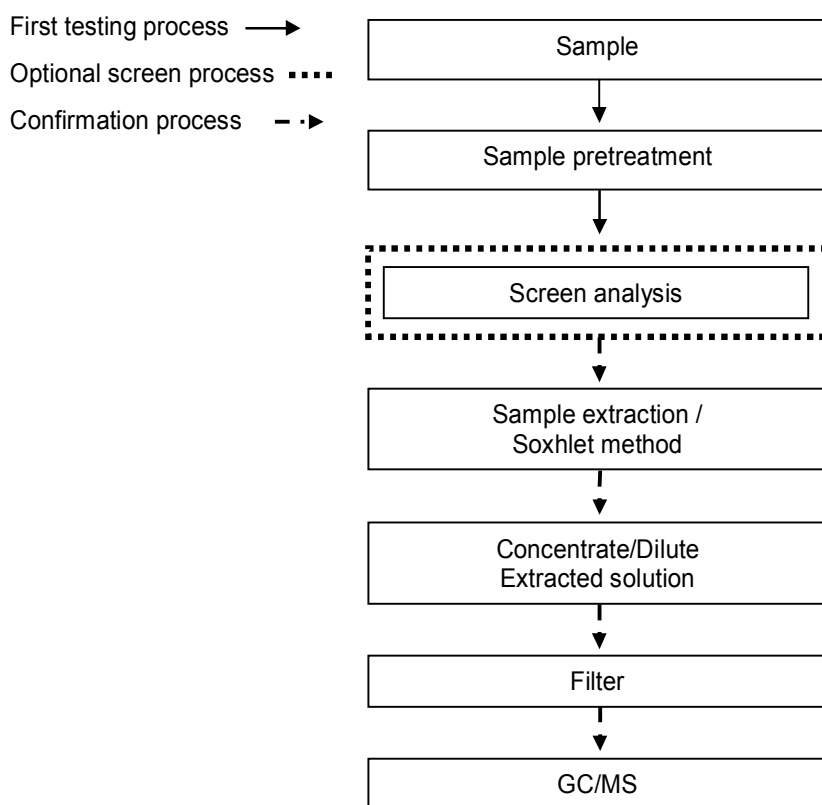 First testing process
Optional screen process
Confirmation process
Sample
Sample pretreatment
Screen analysis
Sample extraction /
Soxhlet method
Concentrate/Dilute
Extracted solution
Filter
GC/MS